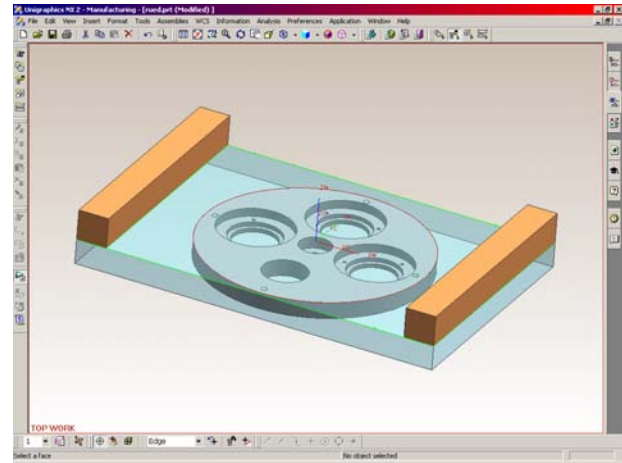 Unigraphics NX 2 - Manufacturing - [rued.prt (Modified) ]
File Edit View Insert Format Tools Assemblies WCS Information Analysis Preferences Application Window Help
TOP WORK
1 Edge
Select a face No object selected